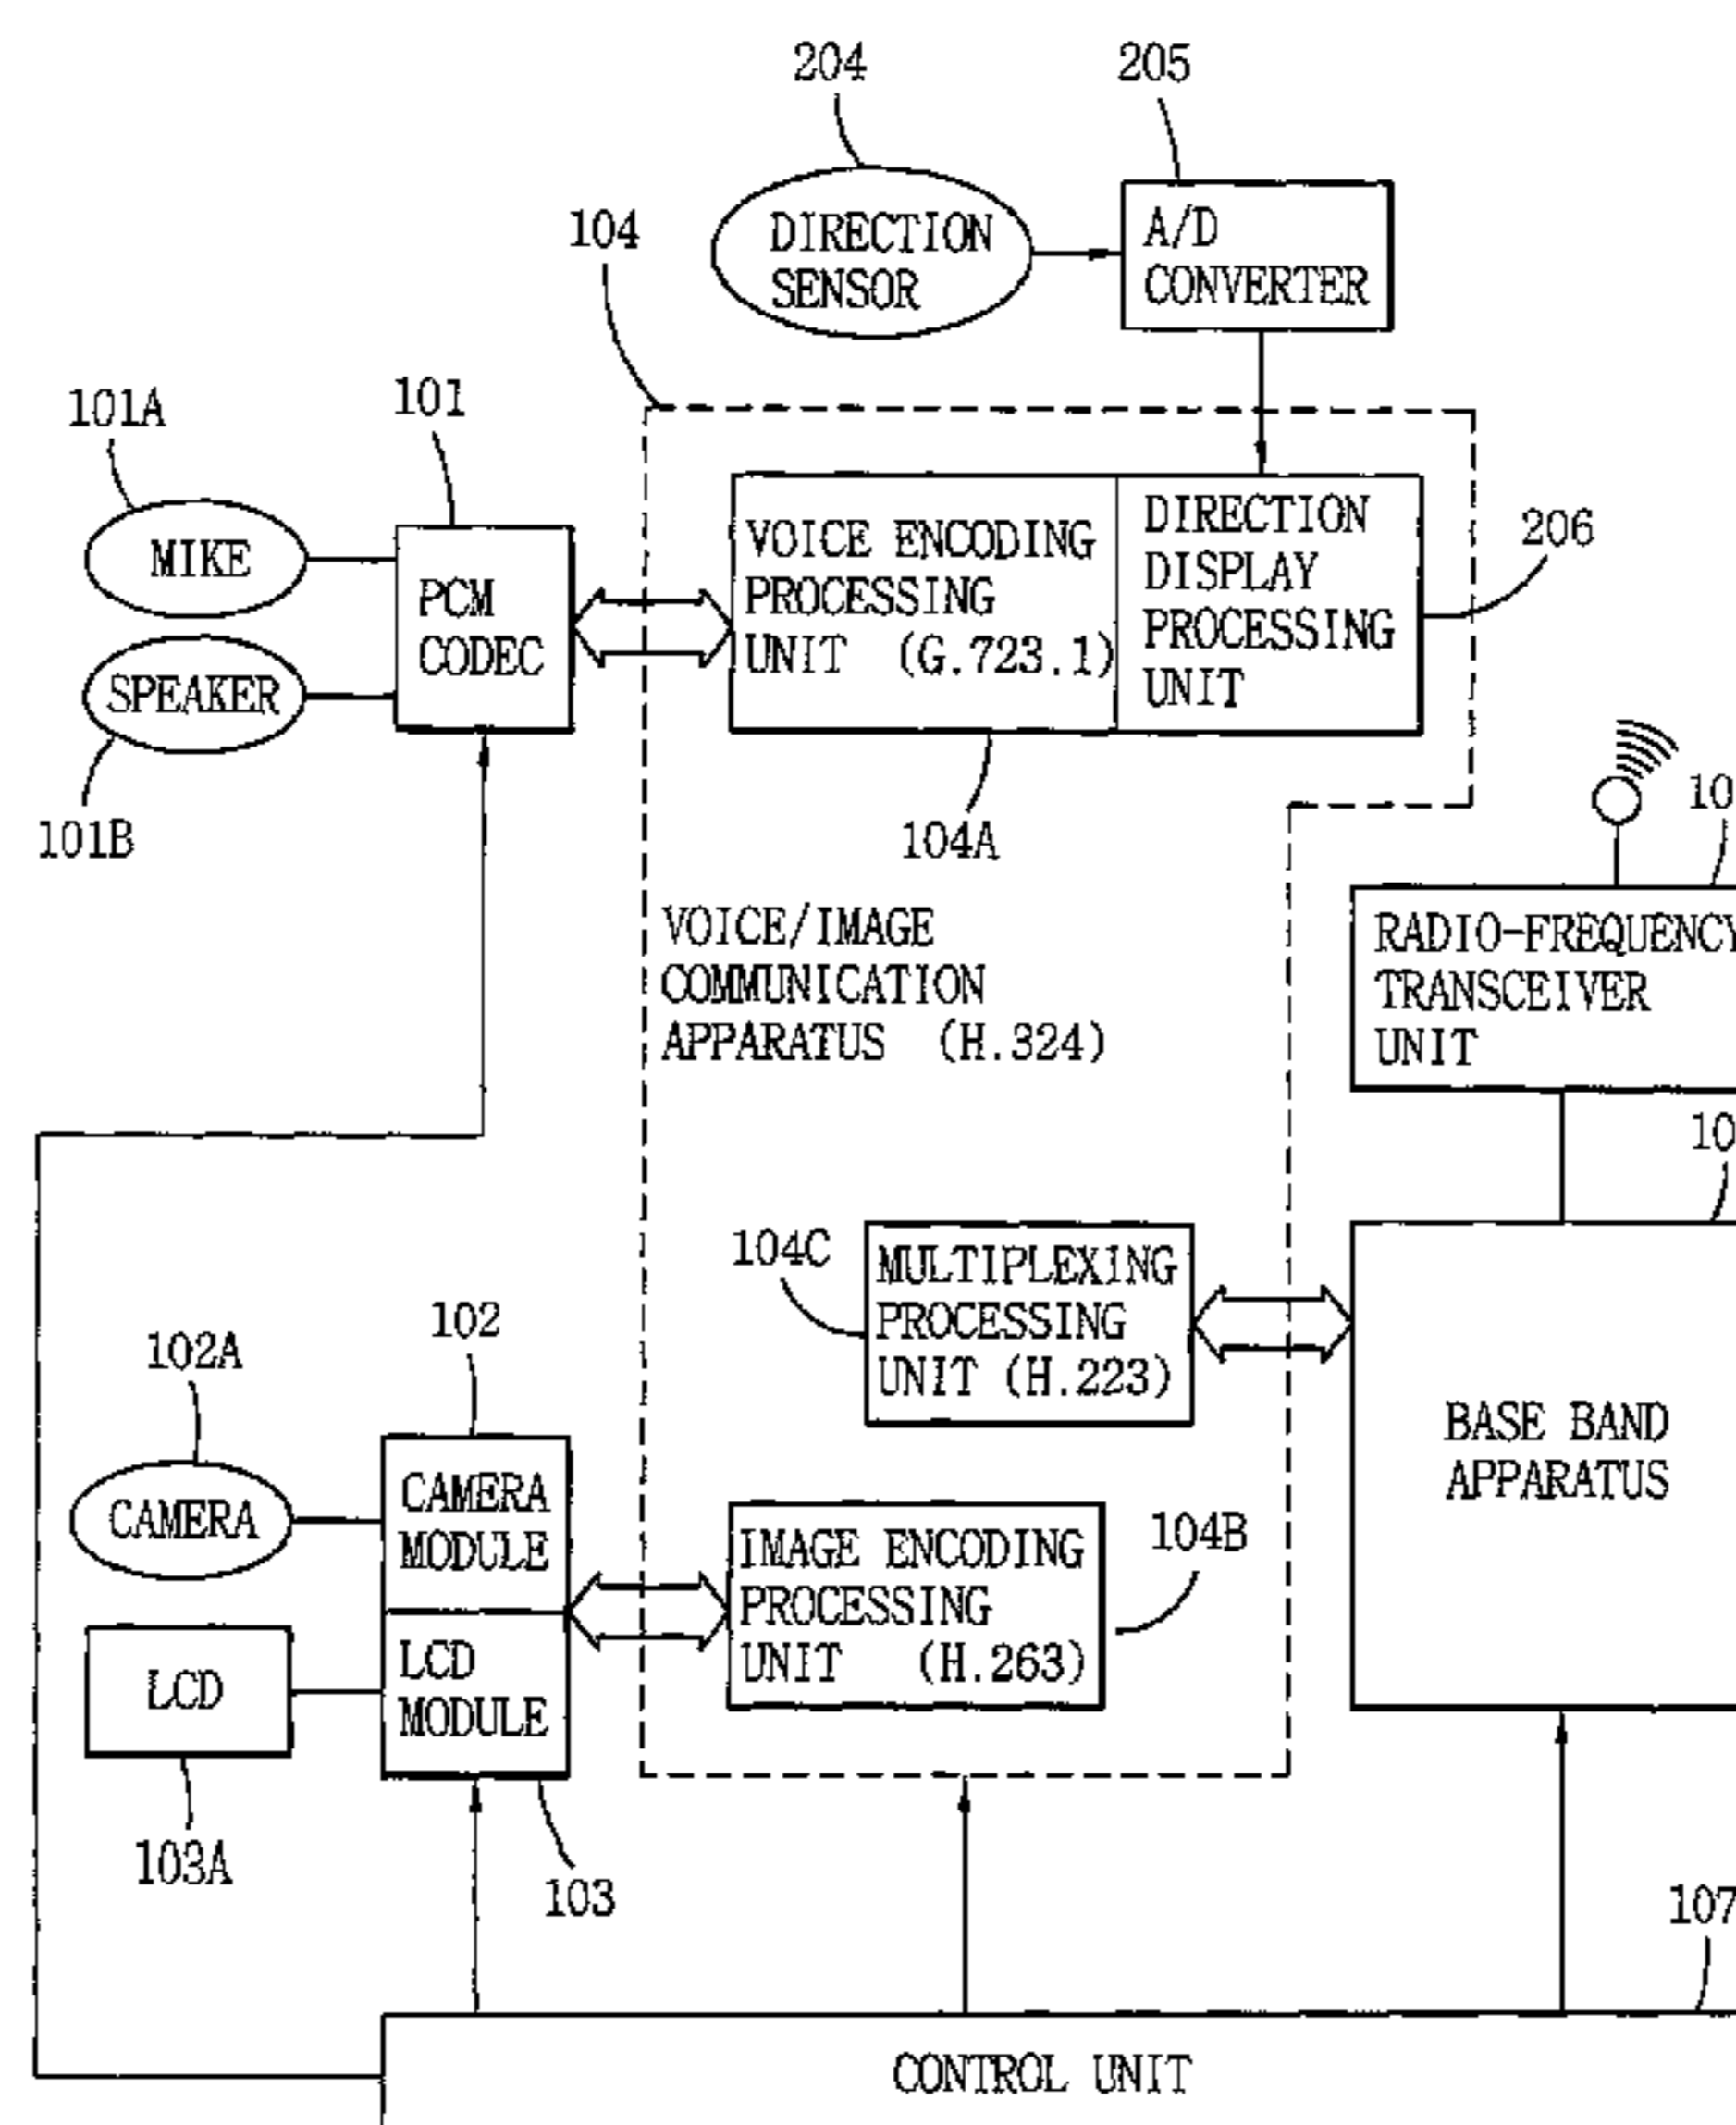 204
205
104
DIRECTION
SENSOR
A/D
CONVERTER
101A
101
MIKE
SPEAKER
101B
PCM
CODEC
VOICE ENCODING
PROCESSING
UNIT (G.723.1)
DIRECTION
DISPLAY
PROCESSING
UNIT
206
104A
VOICE/IMAGE
COMMUNICATION
APPARATUS (H.324)
10
RADIO-FREQUENCY
TRANSCEIVER
UNIT
10
104C
MULTIPLEXING
PROCESSING
UNIT (H.223)
BASE BAND
APPARATUS
102A
102
CAMERA
CAMERA
MODULE
LCD
LCD
MODULE
103A
103
IMAGE ENCODING
PROCESSING
UNIT (H.263)
104B
107
CONTROL UNIT